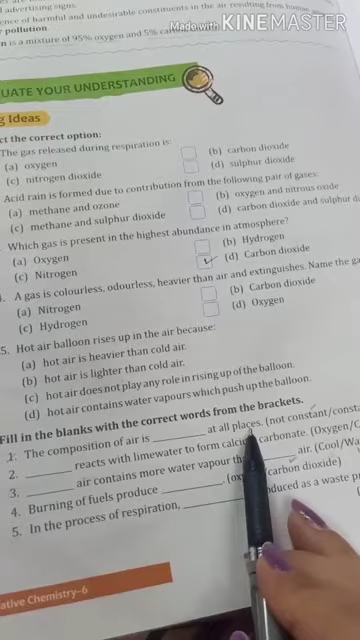 d advertising signs.
ence of harmful and undesirable constituents in the air resulting from human
r pollution
n is a mixture of 95% oxygen and 5% carbon
Made with KINEMASTER
UATE YOUR UNDERSTANDING
g Ideas
ct the correct option:
The gas released during respiration is:
(a) oxygen (b) carbon dioxide
(c) nitrogen dioxide (d) sulphur dioxide
Acid rain is formed due to contribution from the following pair of gases:
(a) methane and ozone (b) oxygen and nitrous oxide
(c) methane and sulphur dioxide (d) carbon dioxide and sulphur di
Which gas is present in the highest abundance in atmosphere?
(a) Oxygen (b) Hydrogen
(c) Nitrogen (d) Carbon dioxide
A gas is colourless, odourless, heavier than air and extinguishes. Name the ga
(a) Nitrogen (b) Carbon dioxide
(c) Hydrogen (d) Oxygen
5. Hot air balloon rises up in the air because:
(a) hot air is heavier than cold air.
(b) hot air is lighter than cold air.
(c) hot air does not play any role in rising up of the balloon.
(d) hot air contains water vapours which push up the balloon.
Fill in the blanks with the correct words from the brackets.
1. The composition of air is ________ at all places. (not constant/consta
2. ________ reacts with limewater to form calcium carbonate. (Oxygen/C
3. ________ air contains more water vapour th ________ air. (Cool/Wa
4. Burning of fuels produce ________. (ox /carbon dioxide)
5. In the process of respiration, ________ oduced as a waste p
ative Chemistry-6